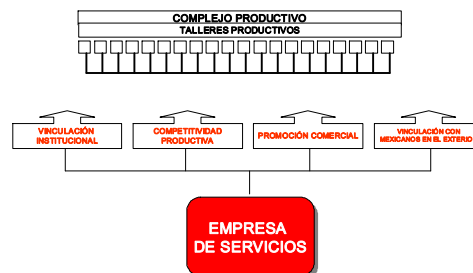 COMPLEJO PRODUCTIVO
TALLERES PRODUCTIVOS
VINCULACIÓN
INSTITUCIONAL
COMPETITIVIDAD
PRODUCTIVA
PROMOCIÓN COMERCIAL
VINCULACIÓN CON
MEXICANOS EN EL EXTERIOR
EMPRESA
DE SERVICIOS